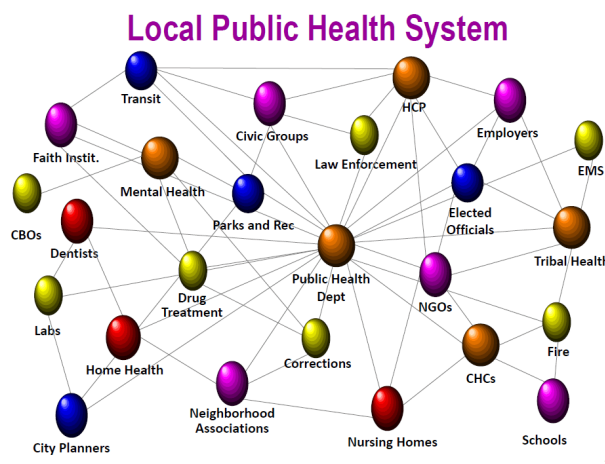 Local Public Health System
Transit
HCP
Civic Groups
Employers
Law Enforcement
Faith Instit.
EMS
Mental Health
Parks and Rec
Elected
Officials
CBOs
Dentists
Tribal Health
Public Health
Dept
Drug
Treatment
NGOs
Labs
Home Health
Corrections
Fire
CHCs
Neighborhood
Associations
City Planners
Nursing Homes
Schools